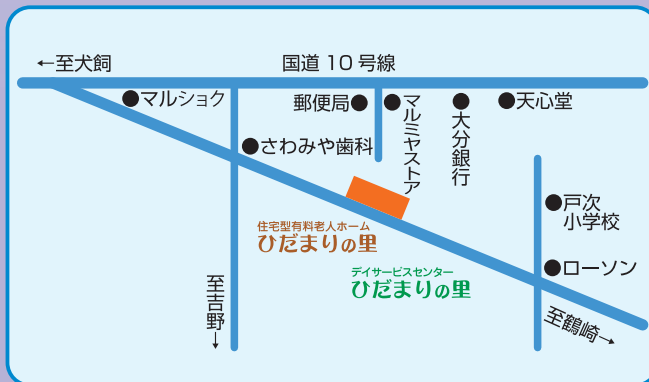 ←至犬飼
国道10号線
●マルショク
郵便局●
●マルミヤストア
●大分銀行
●天心堂
●さわみや歯科
住宅型有料老人ホーム
ひだまりの里
デイサービスセンター
ひだまりの里
●戸次
小学校
●ローソン
至吉野→
至鶴崎→